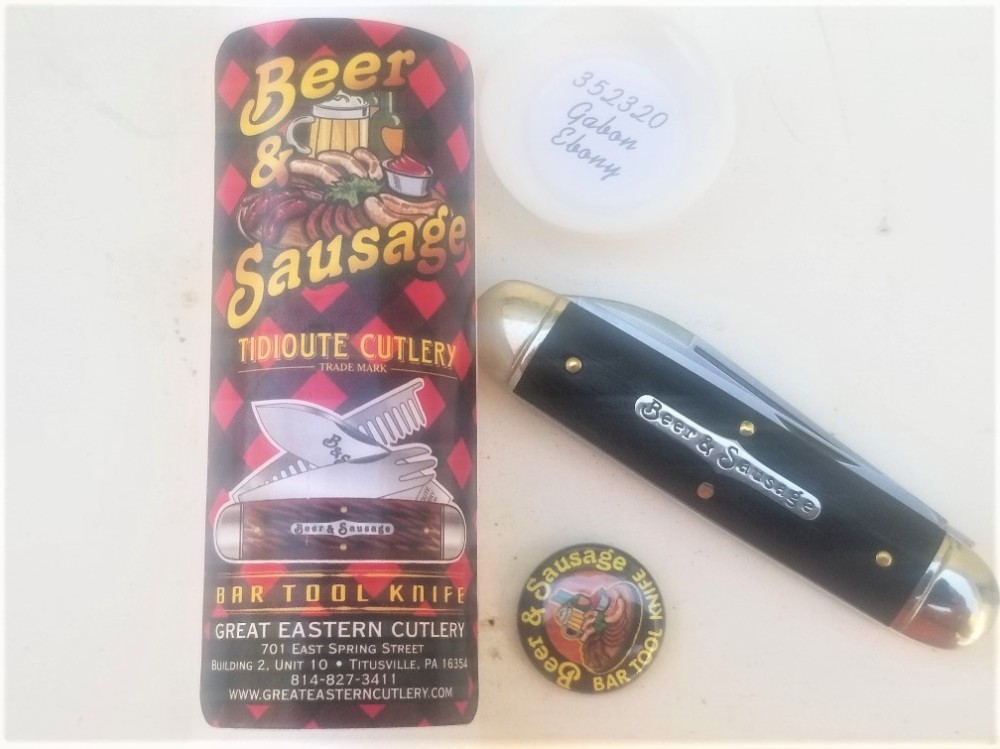 Beer
&
Sausage
TIDIOUTE CUTLERY
TRADE MARK
B&S
Beer & Sausage
BAR TOOL KNIFE
GREAT EASTERN CUTLERY
701 EAST SPRING STREET
BUILDING 2, UNIT 10 • TITUSVILLE, PA 16354
814-827-3411
WWW.GREATEASTERNCUTLERY.COM
352320
Gabon
Ebony
Beer & Sausage
Beer & Sausage
BAR TOOL KNIFE